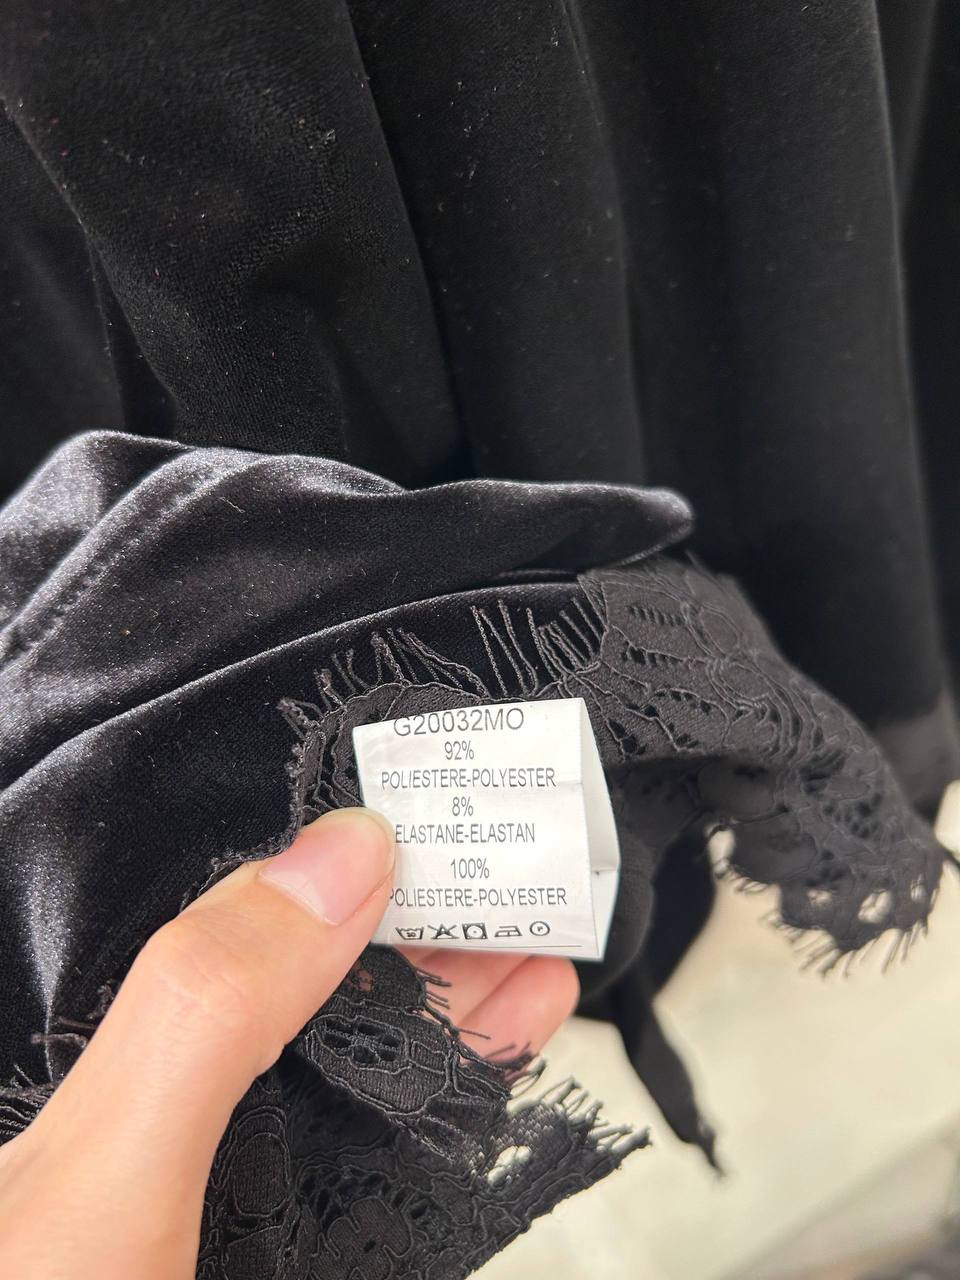 G20032MO
92%
POLIESTERE-POLYESTER
8%
ELASTANE-ELASTAN
100%
POLIESTERE-POLYESTER